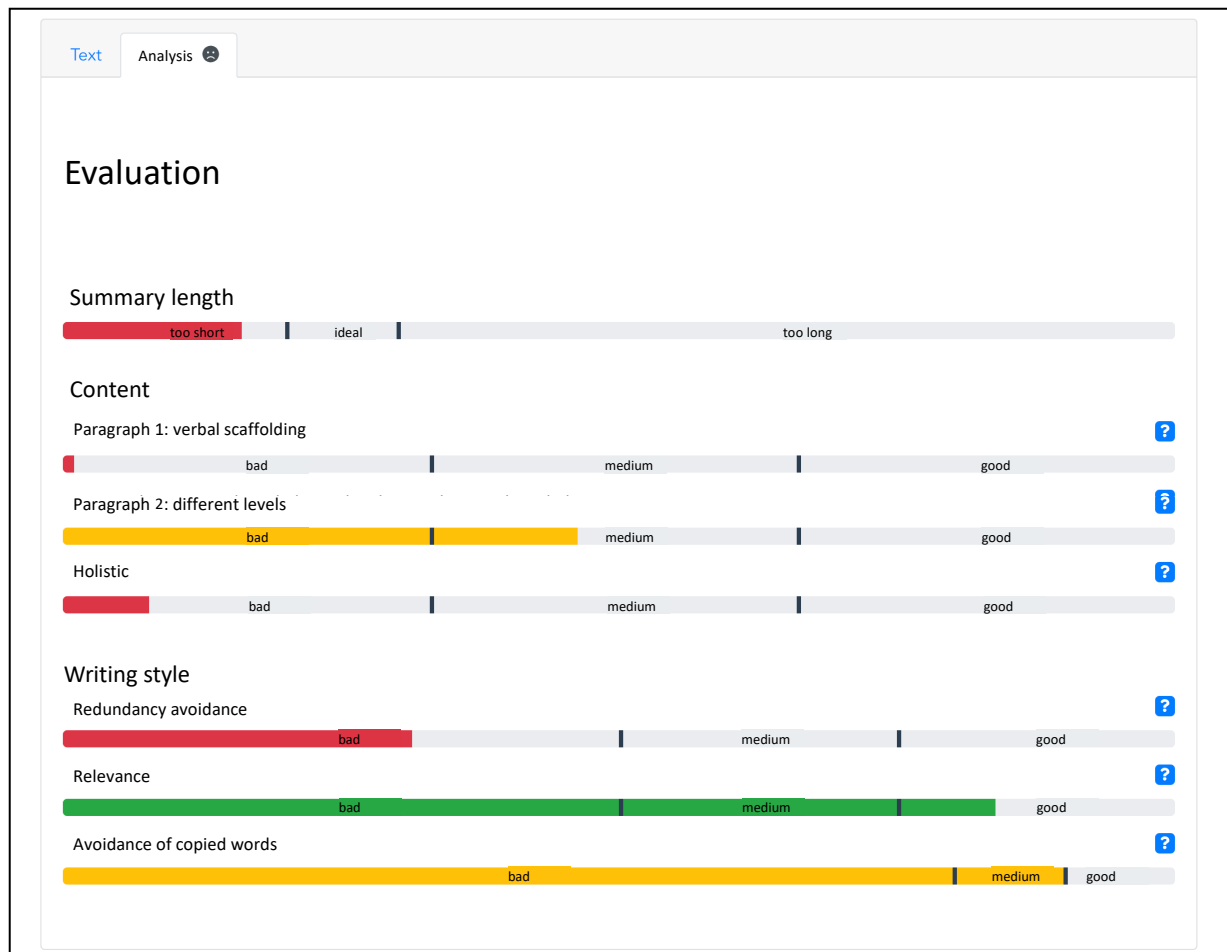 Text Analysis
Evaluation
Summary length
too short ideal too long
Content
Paragraph 1: verbal scaffolding ?
bad medium good
Paragraph 2: different levels ?
bad medium good
Holistic ?
bad medium good
Writing style
Redundancy avoidance ?
bad medium good
Relevance ?
bad medium good
Avoidance of copied words ?
bad medium good